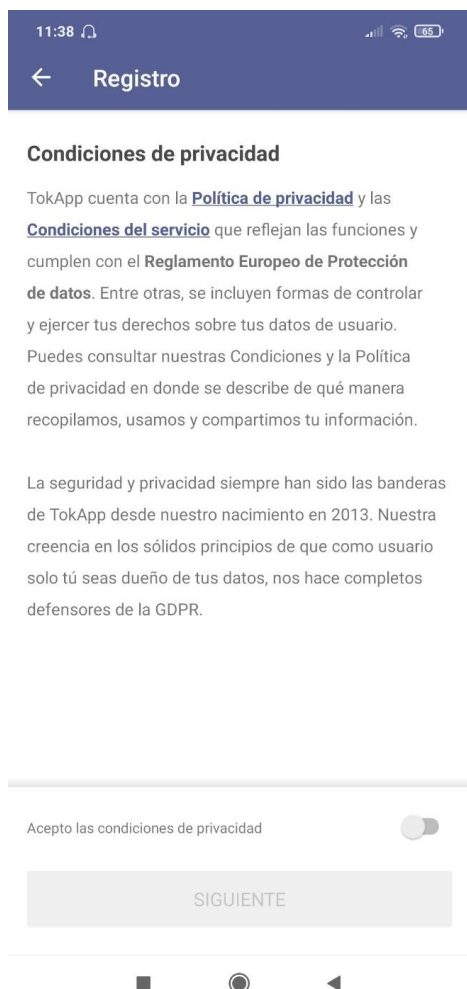 11:38
65
Registro
Condiciones de privacidad
TokApp cuenta con la Política de privacidad y las
Condiciones del servicio que reflejan las funciones y
cumplen con el Reglamento Europeo de Protección
de datos. Entre otras, se incluyen formas de controlar
y ejercer tus derechos sobre tus datos de usuario.
Puedes consultar nuestras Condiciones y la Política
de privacidad en donde se describe de qué manera
recopilamos, usamos y compartimos tu información.
La seguridad y privacidad siempre han sido las banderas
de TokApp desde nuestro nacimiento en 2013. Nuestra
creencia en los sólidos principios de que como usuario
solo tú seas dueño de tus datos, nos hace completos
defensores de la GDPR.
Acepto las condiciones de privacidad
SIGUIENTE